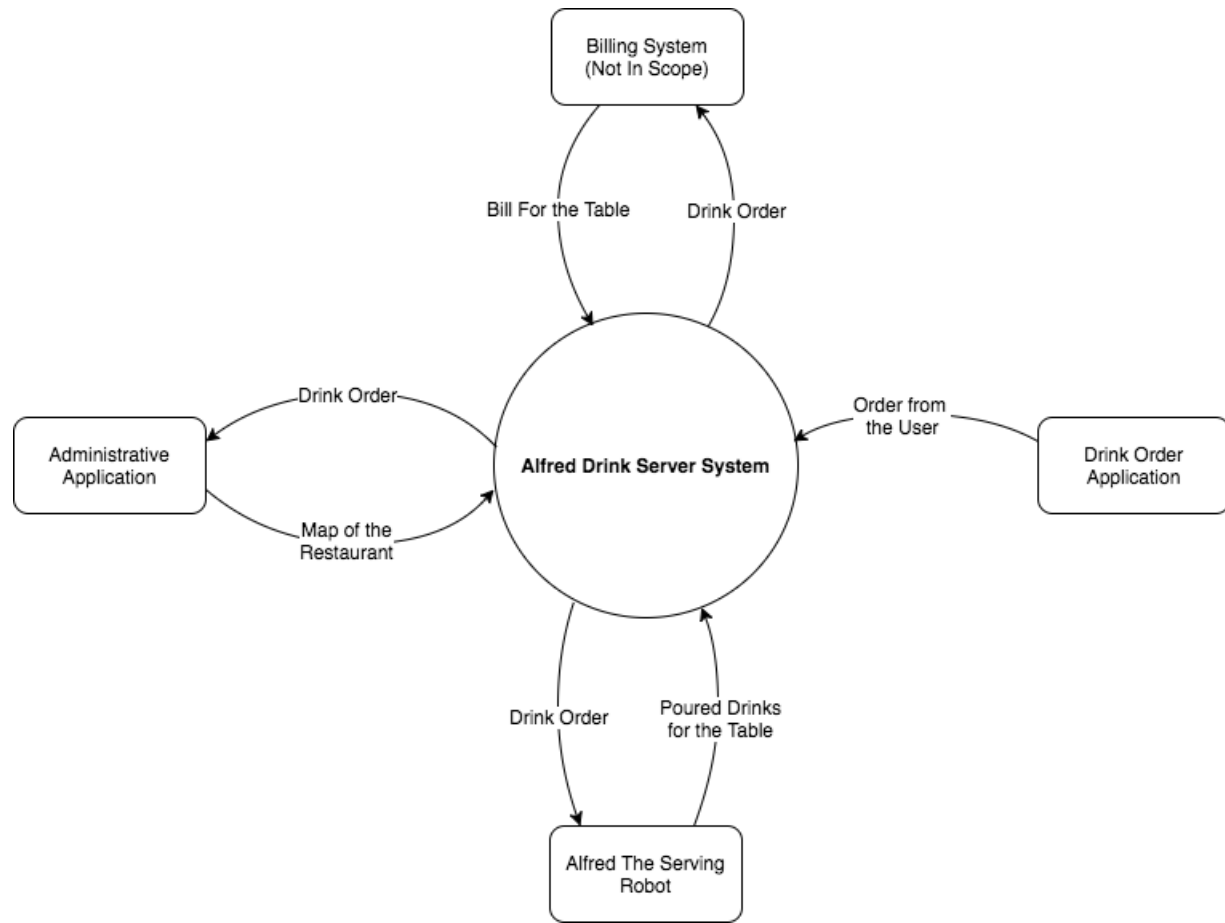 Billing System
(Not In Scope)
Bill For the Table
Drink Order
Drink Order
Order from
the User
Administrative
Application
Alfred Drink Server System
Drink Order
Application
Map of the
Restaurant
Drink Order
Poured Drinks
for the Table
Alfred The Serving
Robot